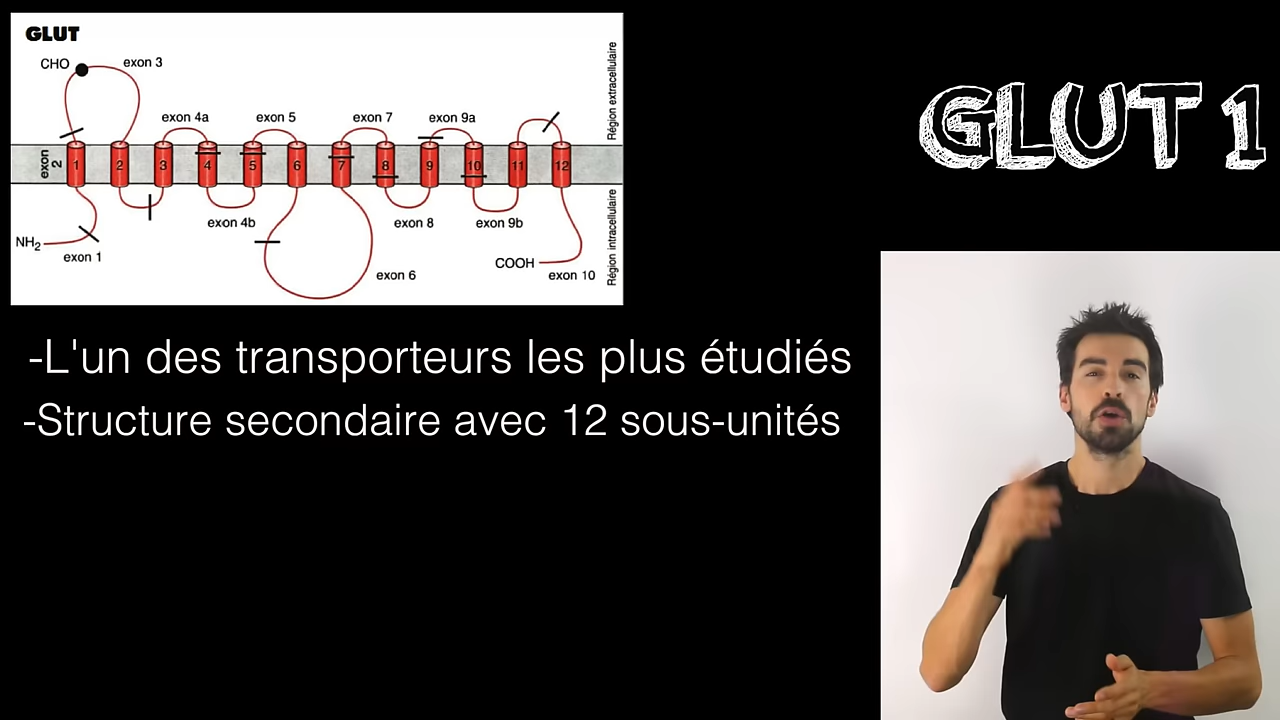 GLUT
CHO
exon 3
exon 4a
exon 5
exon 7
exon 9a
Région extracellulaire
exon 2
1 2 3 4 5 6 7 8 9 10 11 12
NH2
exon 1
exon 4b
exon 6
exon 8
exon 9b
COOH
exon 10
Région intracellulaire
GLUT 1
-L'un des transporteurs les plus étudiés
-Structure secondaire avec 12 sous-unités